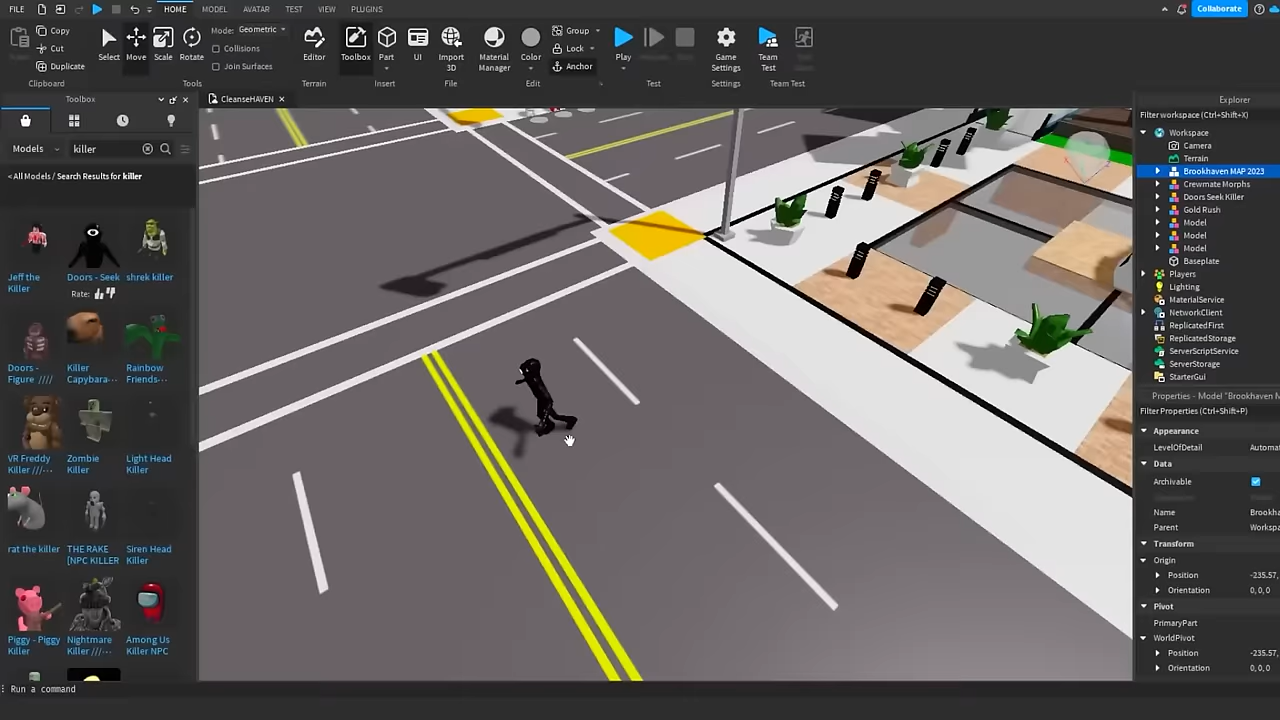 FILE HOME MODEL AVATAR TEST VIEW PLUGINS Collaborate
Copy
Cut
Duplicate
Clipboard
Select Move Scale Rotate
Mode: Geometric
Collisions
Join Surfaces
Tools
Editor
Terrain
Toolbox Part UI
Insert
Import
3D
File
Material
Manager
Color
Group
Lock
Anchor
Edit
Play
Test
Game
Settings
Settings
Team
Test
Team Test
Toolbox
CleanseHAVEN
Models killer
< All Models / Search Results for killer
Jeff the
Killer
Doors - Seek
Rate:
shrek killer
Doors -
Figure ////
Killer
Capybara···
Rainbow
Friends···
VR Freddy
Killer ///···
Zombie
Killer
Light Head
Killer
rat the killer
THE RAKE
[NPC KILLER
Siren Head
Killer
Piggy - Piggy
Killer
Nightmare
Killer ////···
Among Us
Killer NPC
Run a command
Explorer
Filter workspace (Ctrl+Shift+X)
Workspace
Camera
Terrain
Brookhaven MAP 2023
Crewmate Morphs
Doors Seek Killer
Gold Rush
Model
Model
Model
Baseplate
Players
Lighting
MaterialService
NetworkClient
ReplicatedFirst
ReplicatedStorage
ServerScriptService
ServerStorage
StarterGui
Properties - Model "Brookhaven M
Filter Properties (Ctrl+Shift+P)
Appearance
LevelOfDetail Automa
Data
Archivable
Name Brookha
Parent Worksp
Transform
Origin
Position -235.57,
Orientation 0, 0, 0
Pivot
PrimaryPart
WorldPivot
Position -235.57,
Orientation 0, 0, 0